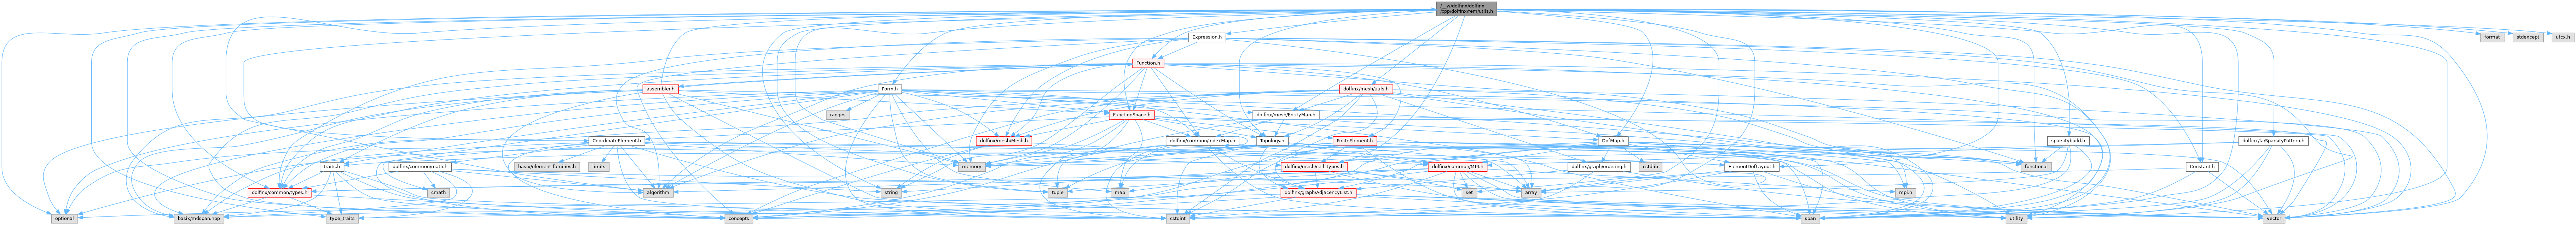 /__w/dolfinx/dolfinx
/cpp/dolfinx/fem/utils.h
Expression.h
format
stdexcept
ufcx.h
Function.h
assembler.h
Form.h
dolfinx/mesh/utils.h
ranges
FunctionSpace.h
dolfinx/mesh/EntityMap.h
CoordinateElement.h
dolfinx/mesh/Mesh.h
dolfinx/common/IndexMap.h
Topology.h
FiniteElement.h
DofMap.h
sparsitybuild.h
dolfinx/la/SparsityPattern.h
traits.h
dolfinx/common/math.h
basix/element-families.h
limits
memory
dolfinx/mesh/cell_types.h
dolfinx/common/MPI.h
dolfinx/graph/ordering.h
cstdlib
ElementDofLayout.h
functional
Constant.h
dolfinx/common/types.h
cmath
algorithm
string
tuple
map
dolfinx/graph/AdjacencyList.h
set
array
mpi.h
optional
basix/mdspan.hpp
type_traits
concepts
cstdint
span
utility
vector